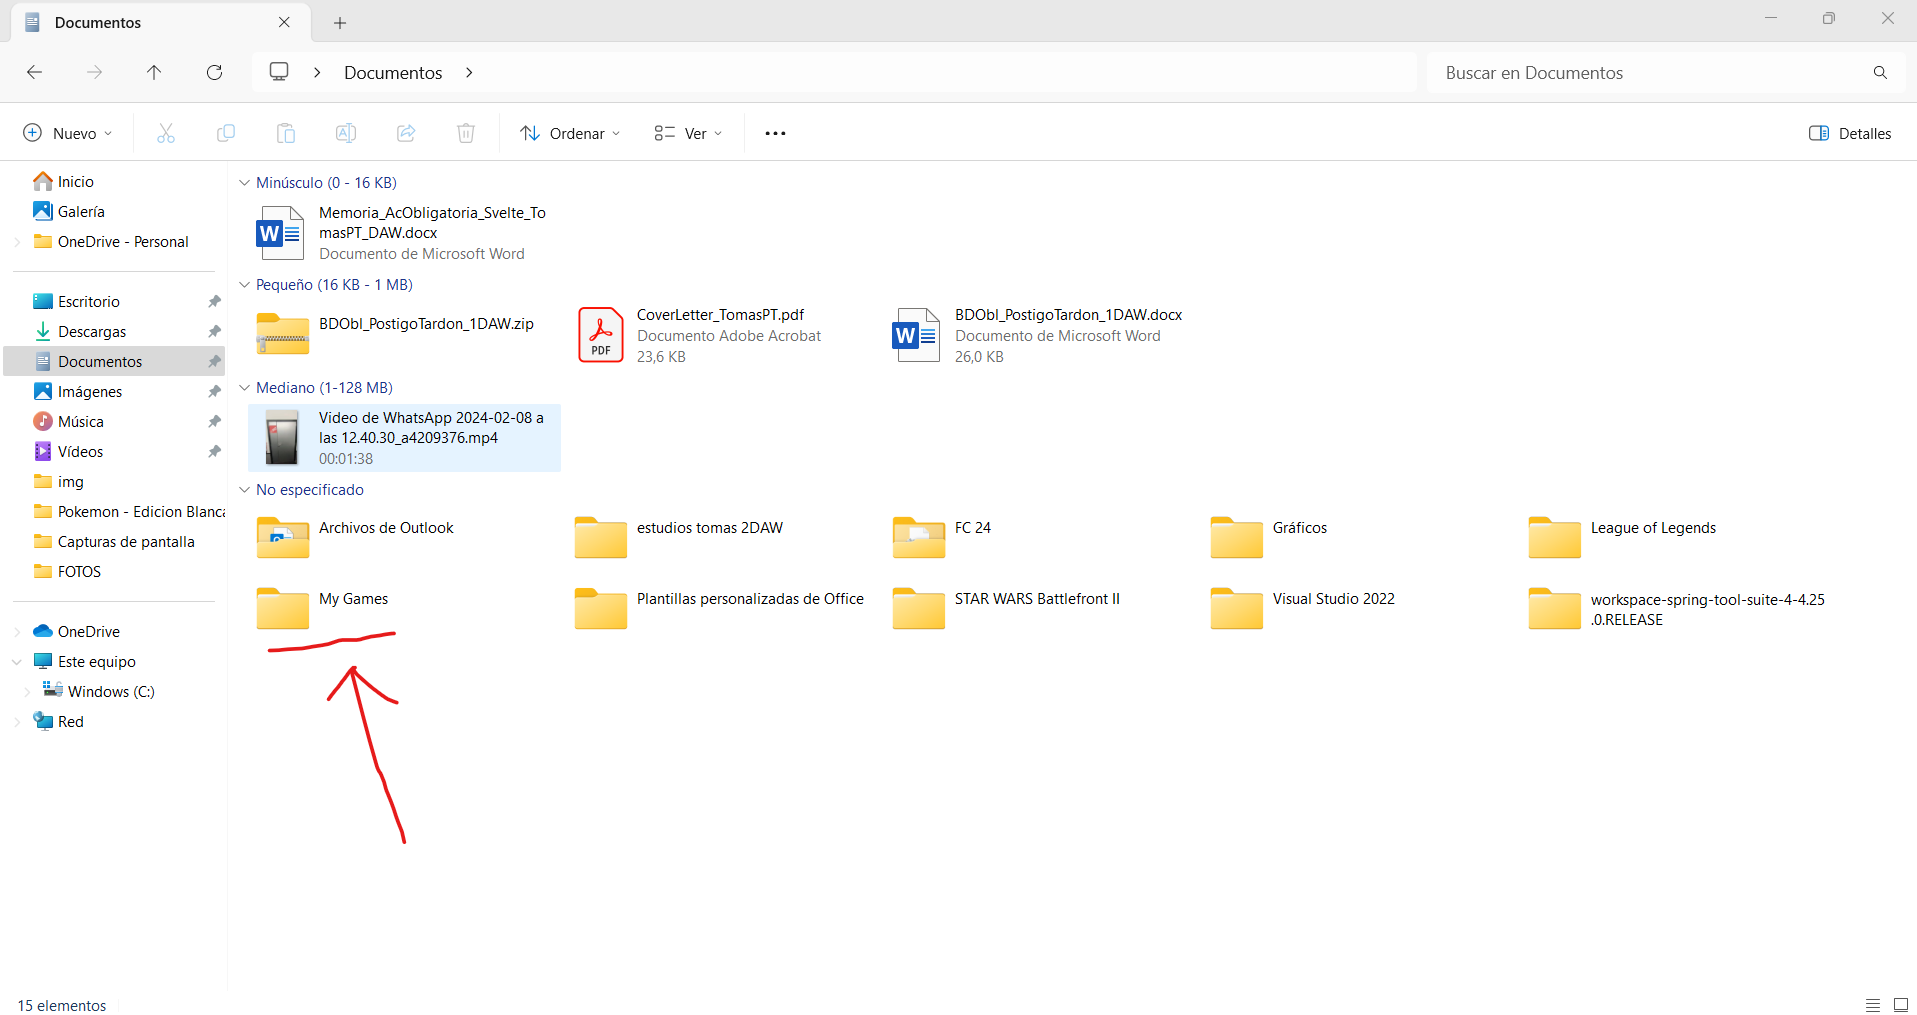 Documentos
Documentos
Buscar en Documentos
Nuevo
Ordenar
Ver
Detalles
Inicio
Galería
OneDrive - Personal
Escritorio
Descargas
Documentos
Imágenes
Música
Vídeos
img
Pokemon - Edicion Blanca
Capturas de pantalla
FOTOS
OneDrive
Este equipo
Windows (C:)
Red
Minúsculo (0 - 16 KB)
Memoria_AcObligatoria_Svelte_To
masPT_DAW.docx
Documento de Microsoft Word
Pequeño (16 KB - 1 MB)
BDObl_PostigoTardon_1DAW.zip
CoverLetter_TomasPT.pdf
Documento Adobe Acrobat
23,6 KB
PDF
BDObl_PostigoTardon_1DAW.docx
Documento de Microsoft Word
26,0 KB
Mediano (1-128 MB)
Video de WhatsApp 2024-02-08 a
las 12.40.30_a4209376.mp4
00:01:38
No especificado
Archivos de Outlook
estudios tomas 2DAW
FC 24
Gráficos
League of Legends
My Games
Plantillas personalizadas de Office
STAR WARS Battlefront II
Visual Studio 2022
workspace-spring-tool-suite-4-4.25
.0.RELEASE
15 elementos